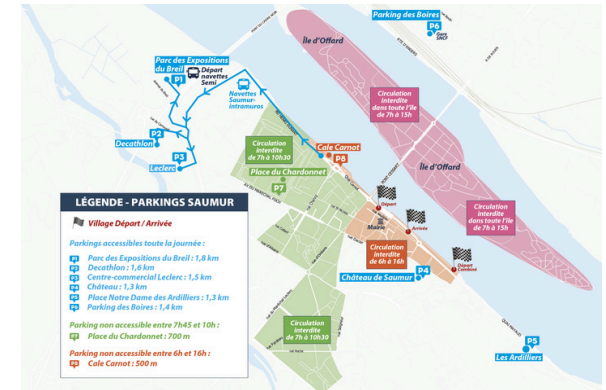 Parking des Boires
P6
Gare
SNCF
Île d'Offard
Parc des Expositions
du Breil
P1
Départ
navettes
Semi
Navettes
Saumur-
intramuros
Circulation
interdite
dans toute l'île
de 7h à 15h
P2
Decathlon
P3
Leclerc
Circulation
interdite
de 7h à 10h30
Cale Carnot
P8
Île d'Offard
Place du Chardonnet
P7
Départ
Mairie
Arrivée
Circulation
interdite
dans toute l'île
de 7h à 15h
Circulation
interdite
de 6h à 16h
Départ
Combiné
P4
Château de Saumur
Circulation
interdite
de 7h à 10h30
P5
Les Ardilliers
LÉGENDE - PARKINGS SAUMUR
Village Départ / Arrivée
Parkings accessibles toute la journée :
P1 Parc des Expositions du Breil : 1,8 km
P2 Decathlon : 1,6 km
P3 Centre-commercial Leclerc : 1,5 km
P4 Château : 1,3 km
P5 Place Notre Dame des Ardilliers : 1,3 km
P6 Parking des Boires : 1,4 km
Parking non accessible entre 7h45 et 10h :
P7 Place du Chardonnet : 700 m
Parking non accessible entre 6h et 16h :
P8 Cale Carnot : 500 m